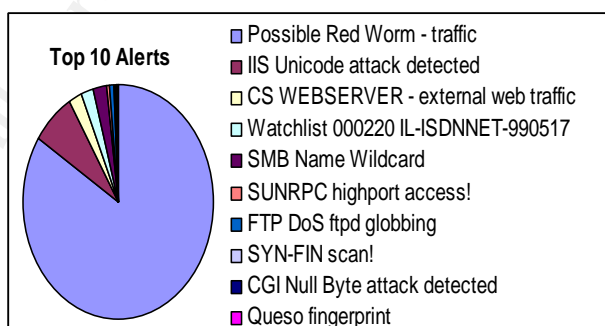 Top 10 Alerts
Possible Red Worm - traffic
IIS Unicode attack detected
CS WEBSERVER - external web traffic
Watchlist 000220 IL-ISDNNET-990517
SMB Name Wildcard
SUNRPC highport access!
FTP DoS ftpd globbing
SYN-FIN scan!
CGI Null Byte attack detected
Queso fingerprint